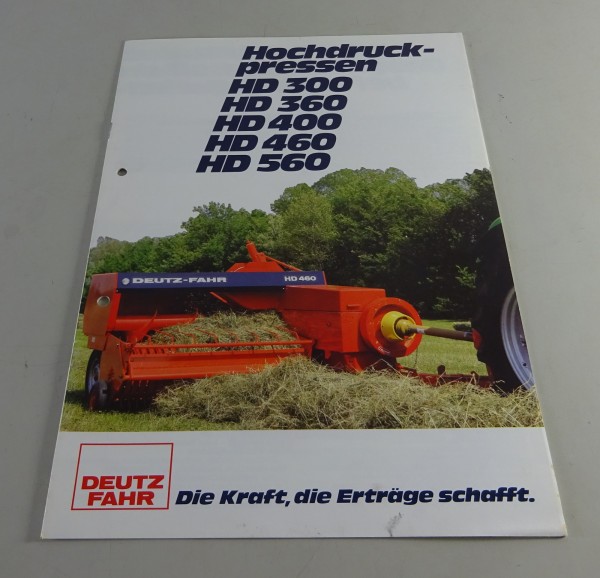 Hochdruck-
pressen
HD 300
HD 360
HD 400
HD 460
HD 560
DEUTZ-FAHR HD 460
DEUTZ
FAHR
Die Kraft, die Erträge schafft.